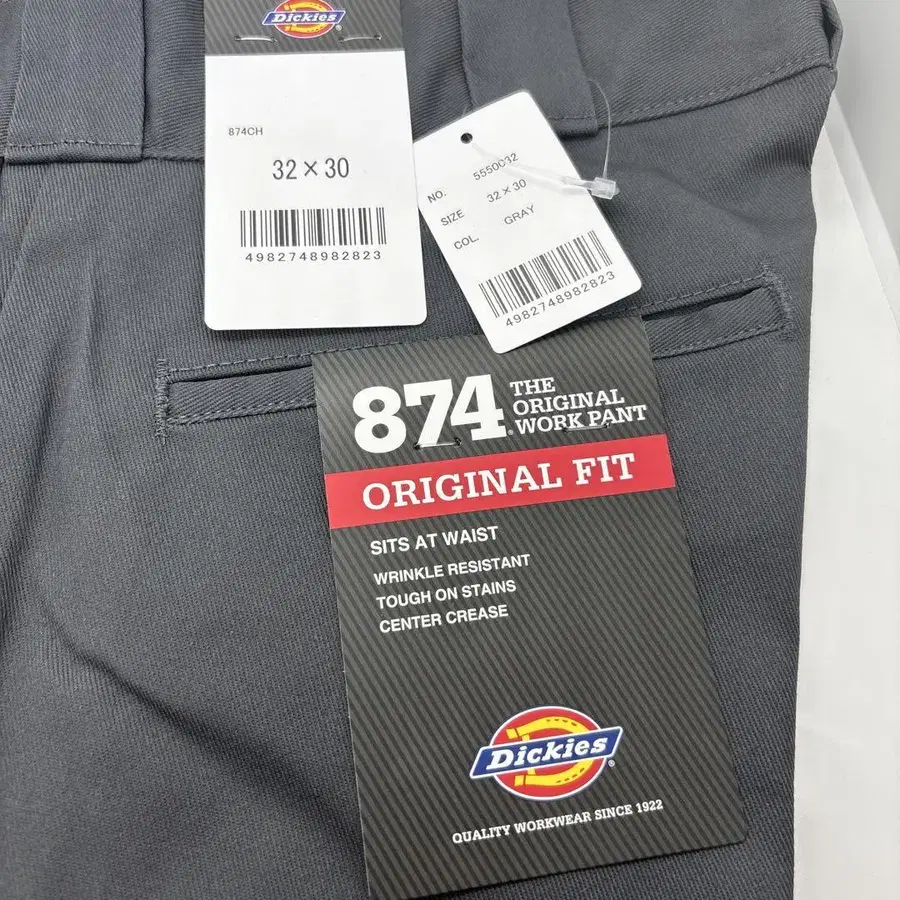 Dickies
874CH
32×30
4982748982823
NO. 5550032
SIZE 32×30
COL. GRAY
4982748982823
874®
THE
ORIGINAL
WORK PANT
ORIGINAL FIT
SITS AT WAIST
WRINKLE RESISTANT
TOUGH ON STAINS
CENTER CREASE
Dickies®
QUALITY WORKWEAR SINCE 1922